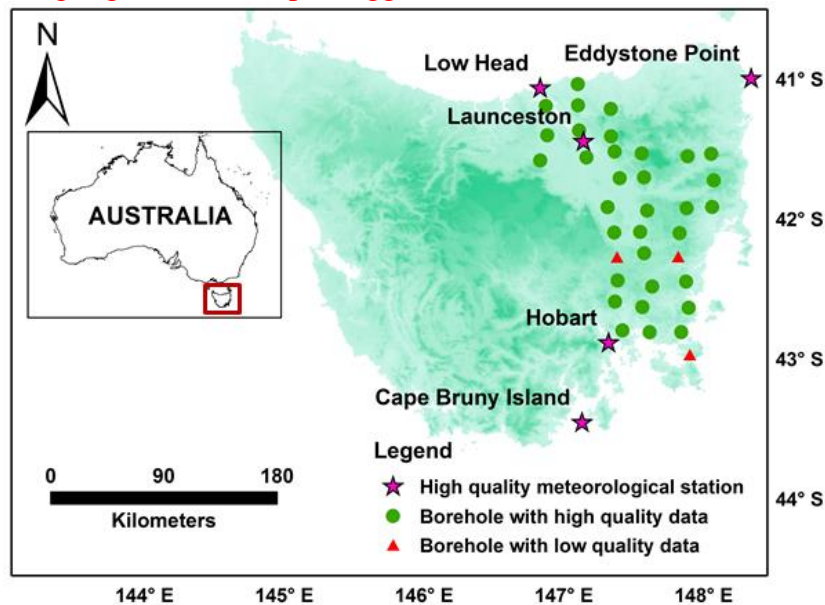 N
Low Head
Eddystone Point
Launceston
AUSTRALIA
Hobart
Cape Bruny Island
Legend
High quality meteorological station
Borehole with high quality data
Borehole with low quality data
0 90 180
Kilometers
41° S
42° S
43° S
44° S
144° E 145° E 146° E 147° E 148° E